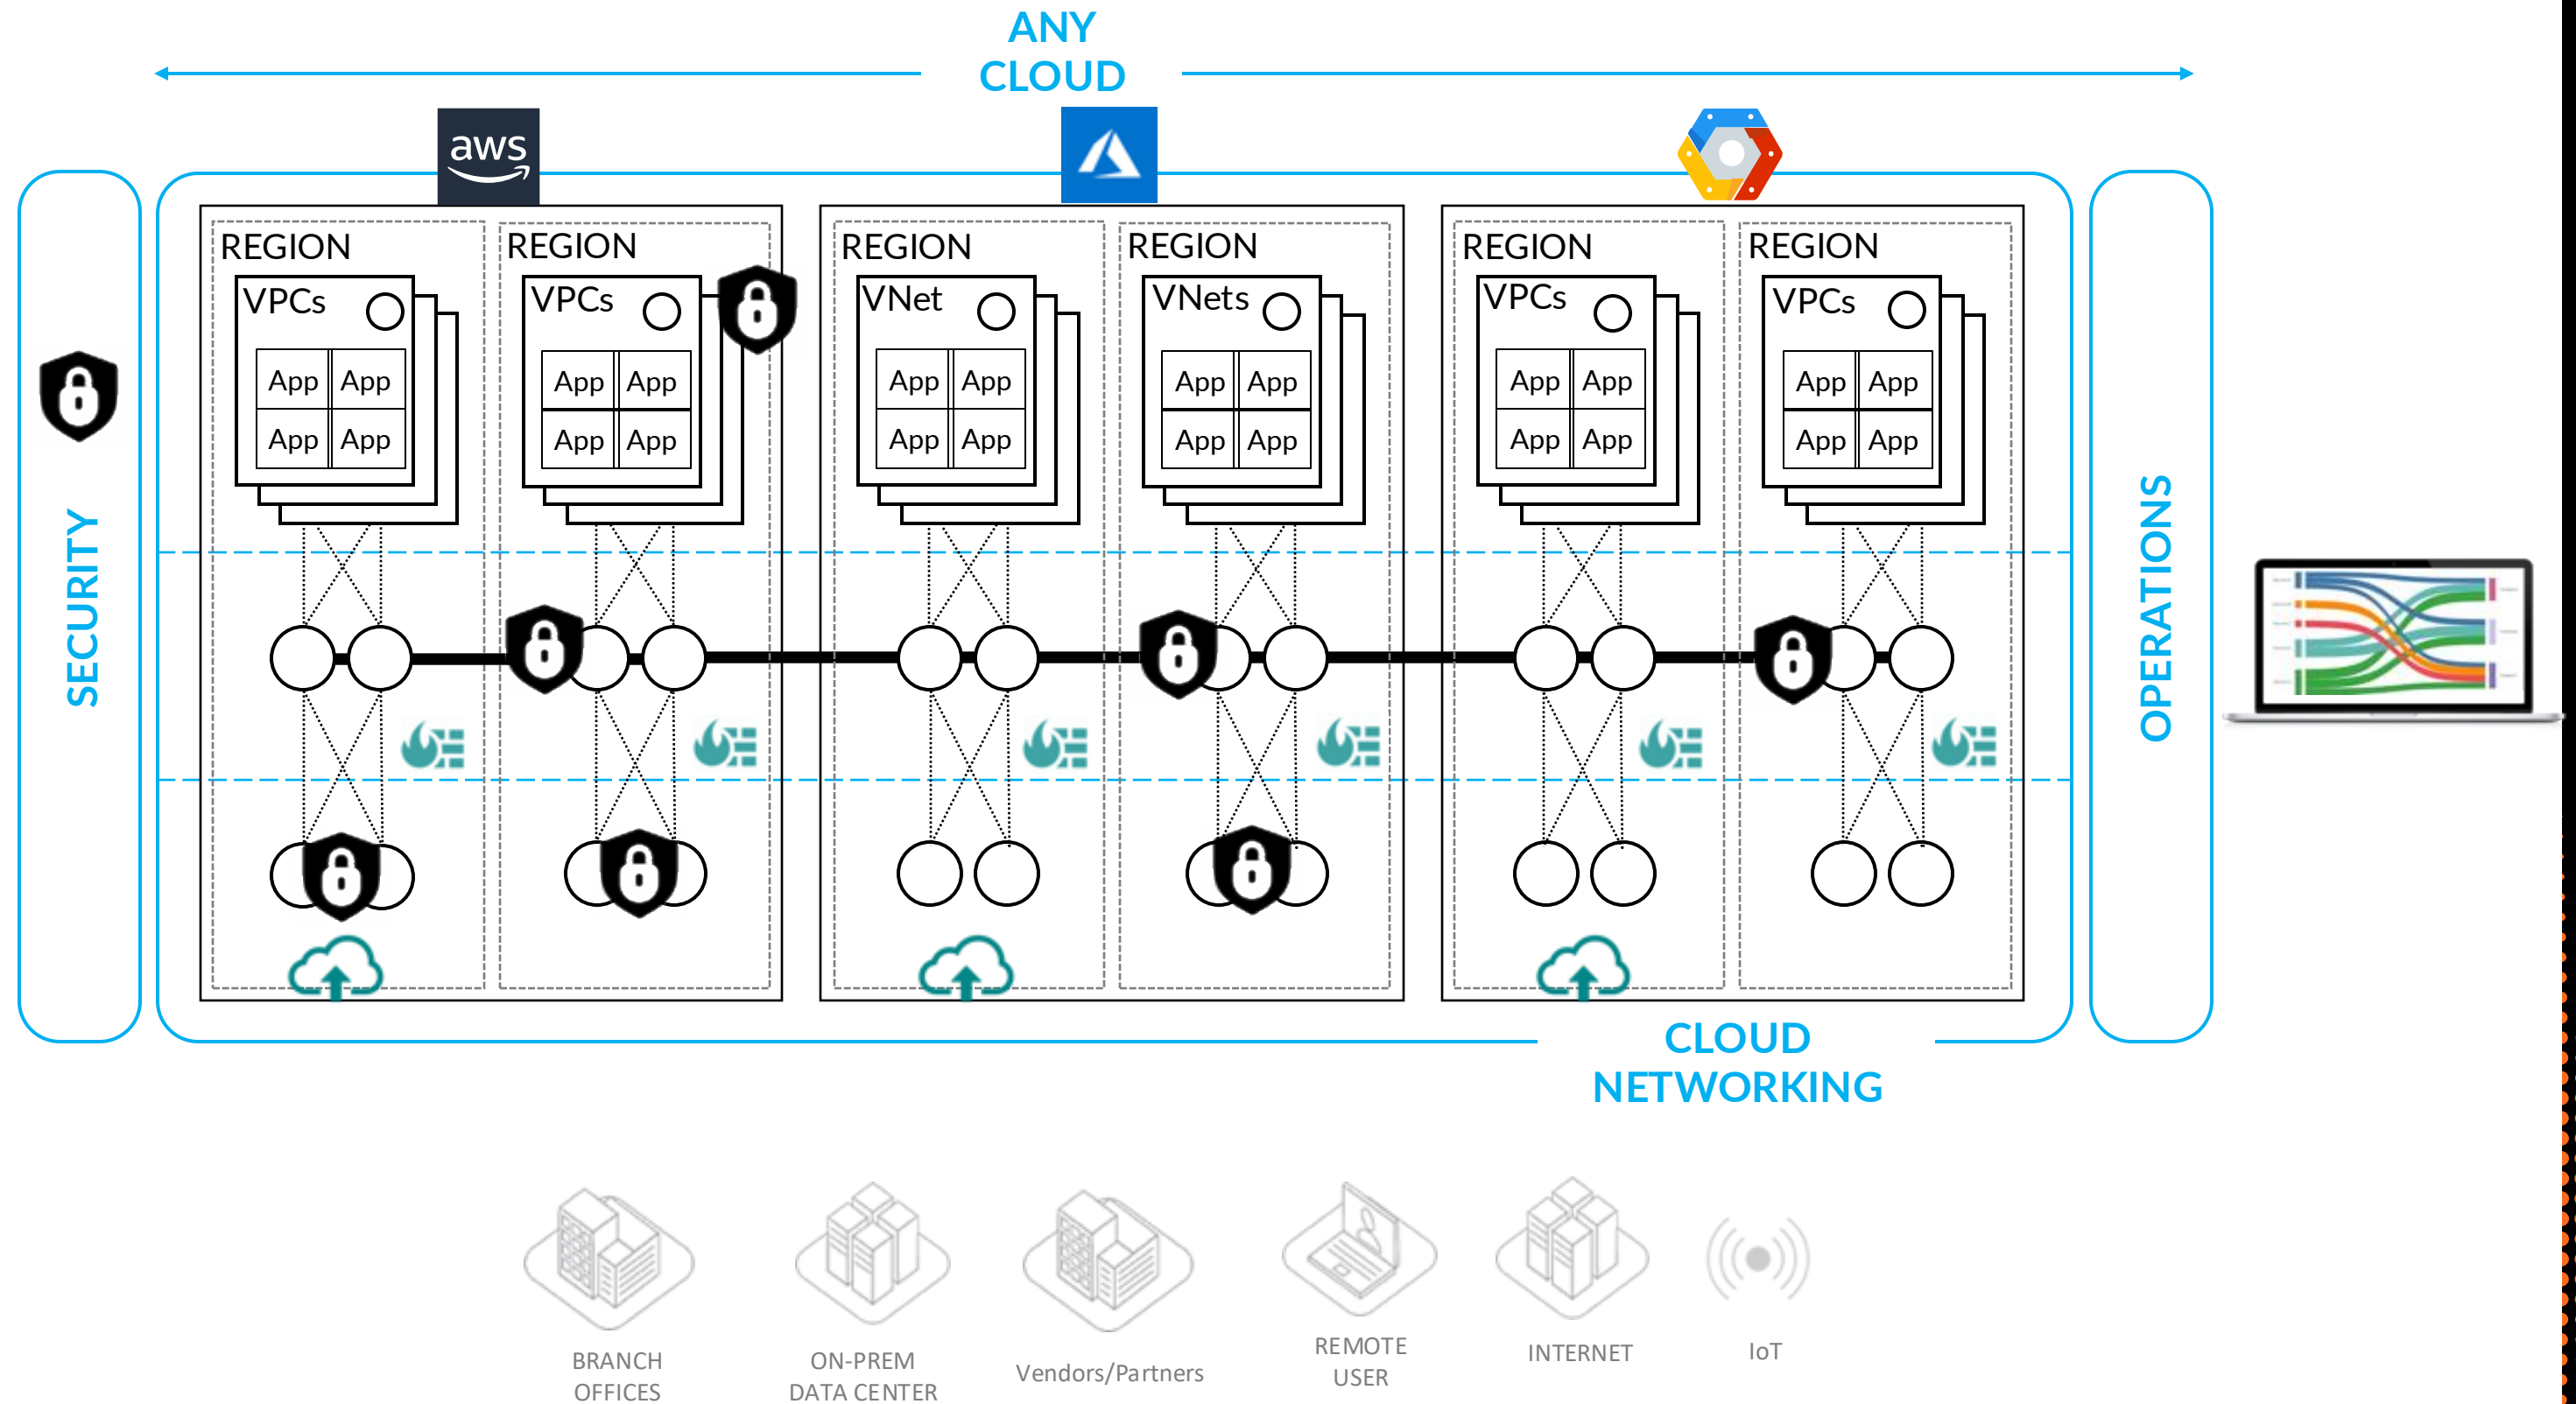 ANY
CLOUD
aws
REGION
REGION
REGION
REGION
REGION
REGION
VPCs
VPCs
VNet
VNets
VPCs
VPCs
App App
App App
App App
App App
App App
App App
App App
App App
App App
App App
App App
App App
SECURITY
OPERATIONS
CLOUD
NETWORKING
BRANCH
OFFICES
ON-PREM
DATA CENTER
Vendors/Partners
REMOTE
USER
INTERNET
IoT